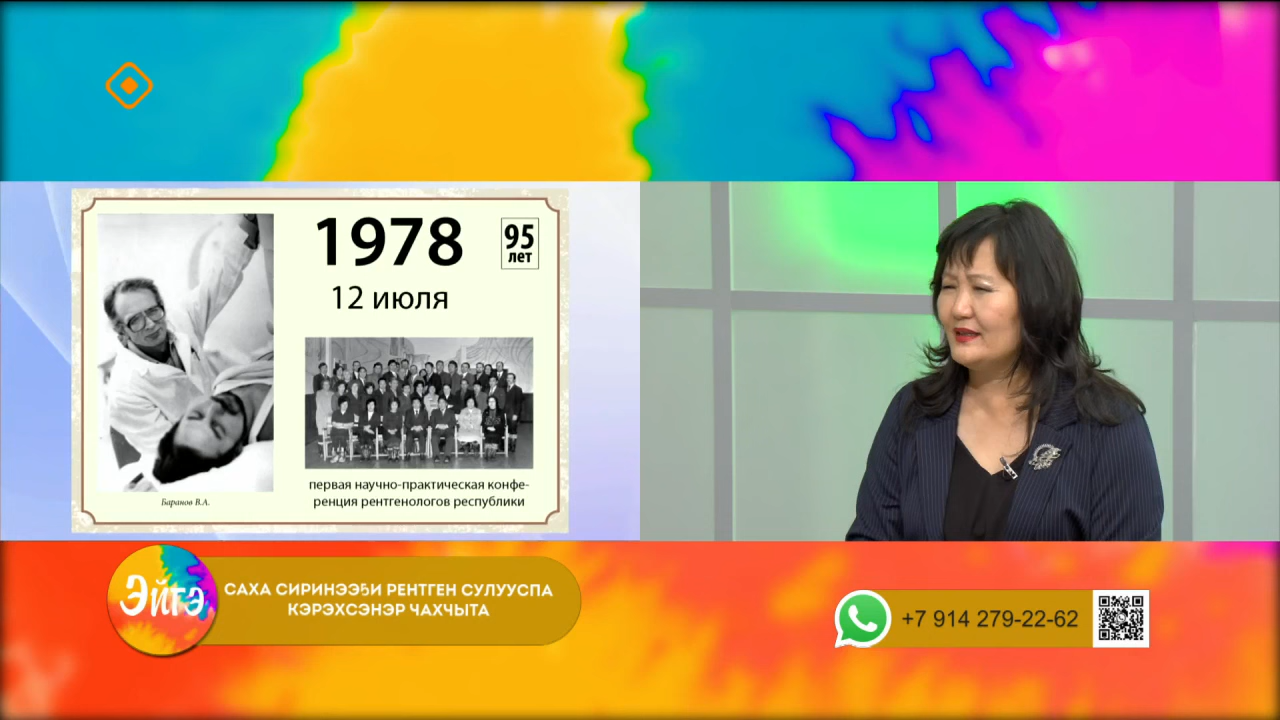 1978
95
лет
12 июля
первая научно-практическая конфе-
ренция рентгенологов республики
Баранов В.А.
Эйгэ
САХА СИРИНЭЭҔИ РЕНТГЕН СУЛУУСПА
КЭРЭХСЭНЭР ЧАХЧЫТА
+7 914 279-22-62